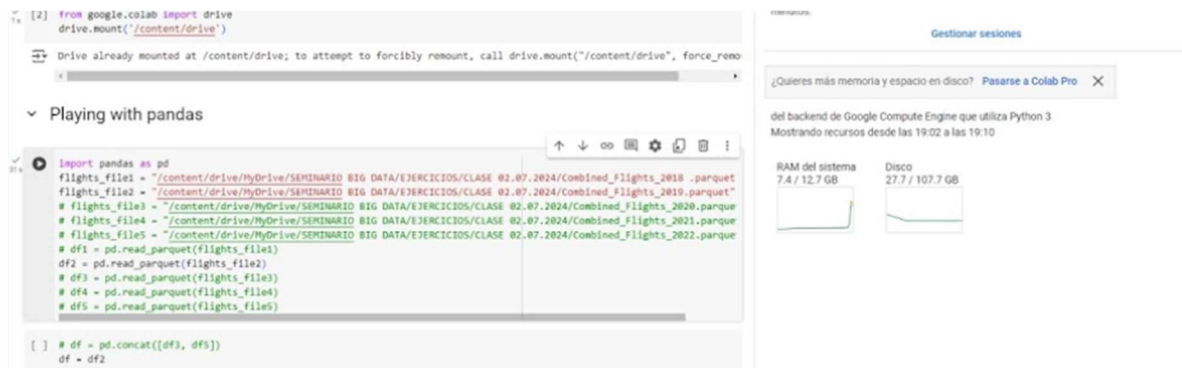 [2] from google.colab import drive
drive.mount('/content/drive')
Drive already mounted at /content/drive; to attempt to forcibly remount, call drive.mount("/content/drive", force_remo
Playing with pandas
import pandas as pd
flights_file1 = "/content/drive/MyDrive/SEMINARIO BIG DATA/EJERCICIOS/CLASE 02.07.2024/Combined_Flights_2018 .parquet
flights_file2 = "/content/drive/MyDrive/SEMINARIO BIG DATA/EJERCICIOS/CLASE 02.07.2024/Combined_Flights_2019.parquet"
# flights_file3 = "/content/drive/MyDrive/SEMINARIO BIG DATA/EJERCICIOS/CLASE 02.07.2024/Combined_Flights_2020.parque
# flights_file4 = "/content/drive/MyDrive/SEMINARIO BIG DATA/EJERCICIOS/CLASE 02.07.2024/Combined_Flights_2021.parque
# flights_file5 = "/content/drive/MyDrive/SEMINARIO BIG DATA/EJERCICIOS/CLASE 02.07.2024/Combined_Flights_2022.parque
# df1 = pd.read_parquet(flights_file1)
df2 = pd.read_parquet(flights_file2)
# df3 = pd.read_parquet(flights_file3)
# df4 = pd.read_parquet(flights_file4)
# df5 = pd.read_parquet(flights_file5)
[ ] # df = pd.concat([df3, df5])
df = df2
Gestionar sesiones
¿Quieres más memoria y espacio en disco? Pasarse a Colab Pro
del backend de Google Compute Engine que utiliza Python 3
Mostrando recursos desde las 19:02 a las 19:10
RAM del sistema
7.4 / 12.7 GB
Disco
27.7 / 107.7 GB